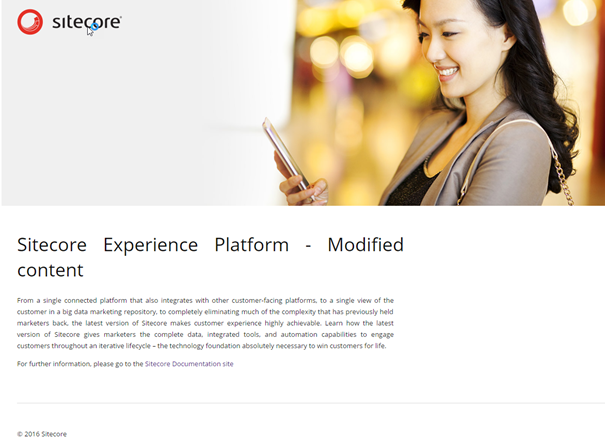 sitecore
Sitecore Experience Platform - Modified
content
From a single connected platform that also integrates with other customer-facing platforms, to a single view of the
customer in a big data marketing repository, to completely eliminating much of the complexity that has previously held
marketers back, the latest version of Sitecore makes customer experience highly achievable. Learn how the latest
version of Sitecore gives marketers the complete data, integrated tools, and automation capabilities to engage
customers throughout an iterative lifecycle – the technology foundation absolutely necessary to win customers for life.
For further information, please go to the Sitecore Documentation site
© 2016 Sitecore